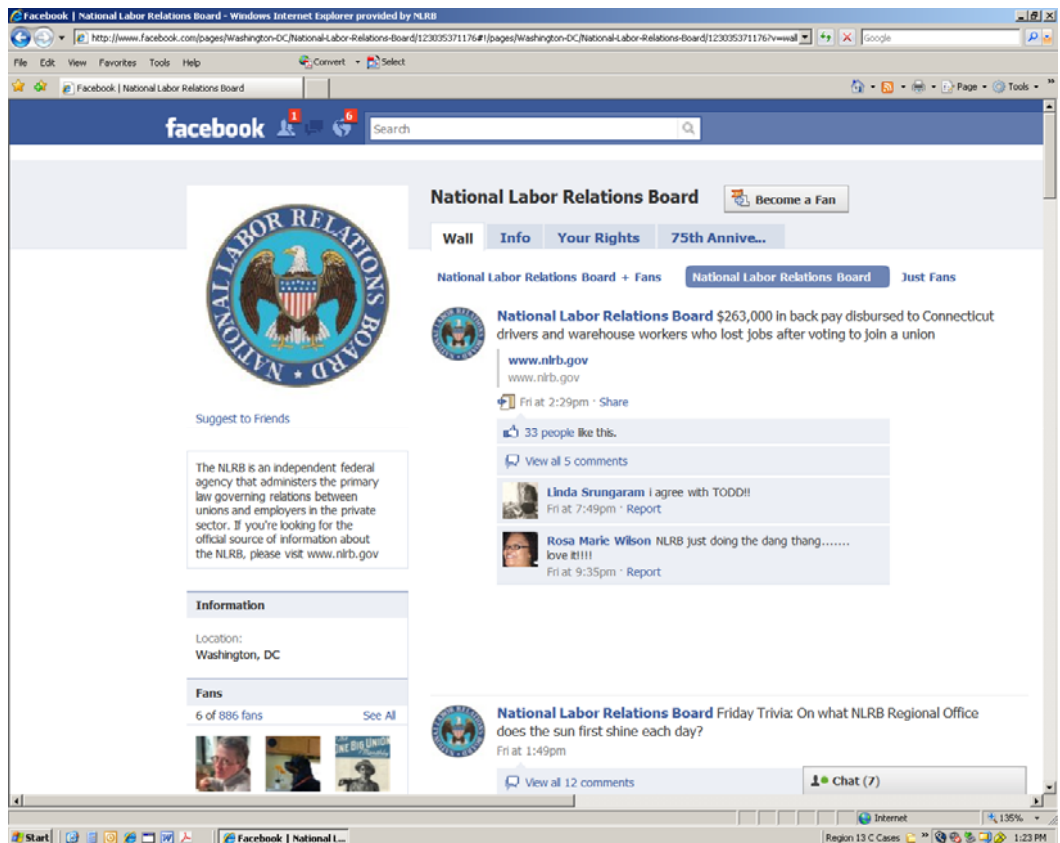 Facebook | National Labor Relations Board - Windows Internet Explorer provided by NLRB
http://www.facebook.com/pages/Washington-DC/National-Labor-Relations-Board/123035371176#!/pages/Washington-DC/National-Labor-Relations-Board/123035371176?v=wall
Google
File Edit View Favorites Tools Help
Convert Select
Facebook | National Labor Relations Board
Page Tools
facebook
1
6
Search
NATIONAL LABOR RELATIONS BOARD
National Labor Relations Board
Become a Fan
Wall Info Your Rights 75th Annive...
National Labor Relations Board + Fans National Labor Relations Board Just Fans
National Labor Relations Board $263,000 in back pay disbursed to Connecticut
drivers and warehouse workers who lost jobs after voting to join a union
www.nlrb.gov
www.nlrb.gov
Fri at 2:29pm · Share
33 people like this.
View all 5 comments
Linda Srungaram i agree with TODD!!
Fri at 7:49pm · Report
Rosa Marie Wilson NLRB just doing the dang thang.......
love it!!!!
Fri at 9:35pm · Report
Suggest to Friends
The NLRB is an independent federal
agency that administers the primary
law governing relations between
unions and employers in the private
sector. If you're looking for the
official source of information about
the NLRB, please visit www.nlrb.gov
Information
Location:
Washington, DC
Fans
6 of 886 fans See All
ONE BIG UNION
National Labor Relations Board Friday Trivia: On what NLRB Regional Office
does the sun first shine each day?
Fri at 1:49pm
View all 12 comments
Chat (7)
Internet
135%
Start
Facebook | National L...
Region 13 C Cases
1:23 PM